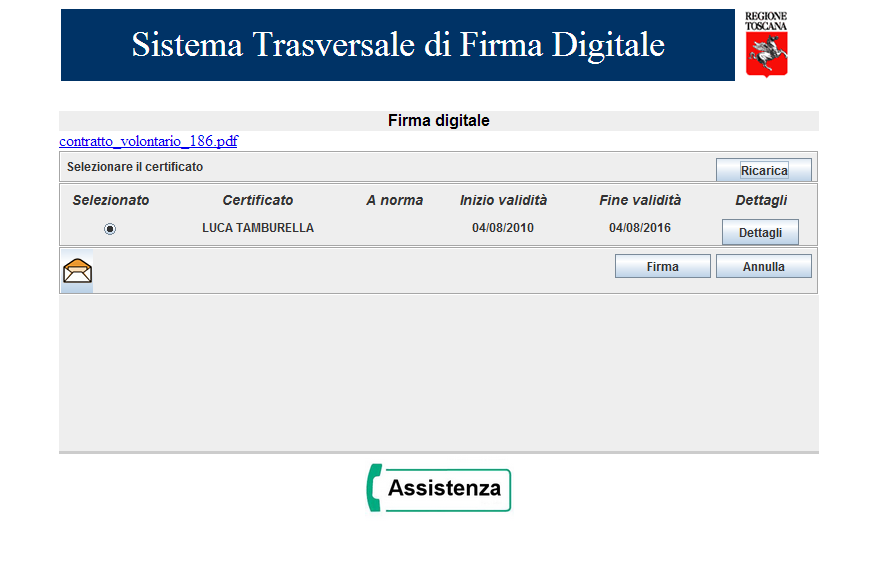 Sistema Trasversale di Firma Digitale
REGIONE
TOSCANA
Firma digitale
contratto_volontario_186.pdf
Selezionare il certificato
Ricarica
Selezionato Certificato A norma Inizio validità Fine validità Dettagli
LUCA TAMBURELLA 04/08/2010 04/08/2016 Dettagli
Firma Annulla
Assistenza